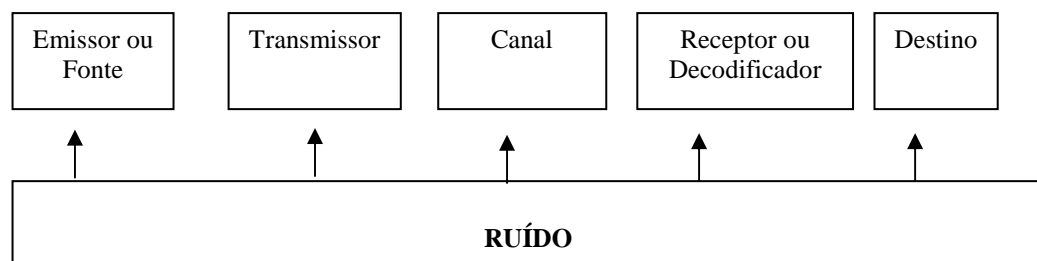 Emissor ou
Fonte
Transmissor
Canal
Receptor ou
Decodificador
Destino
RUÍDO